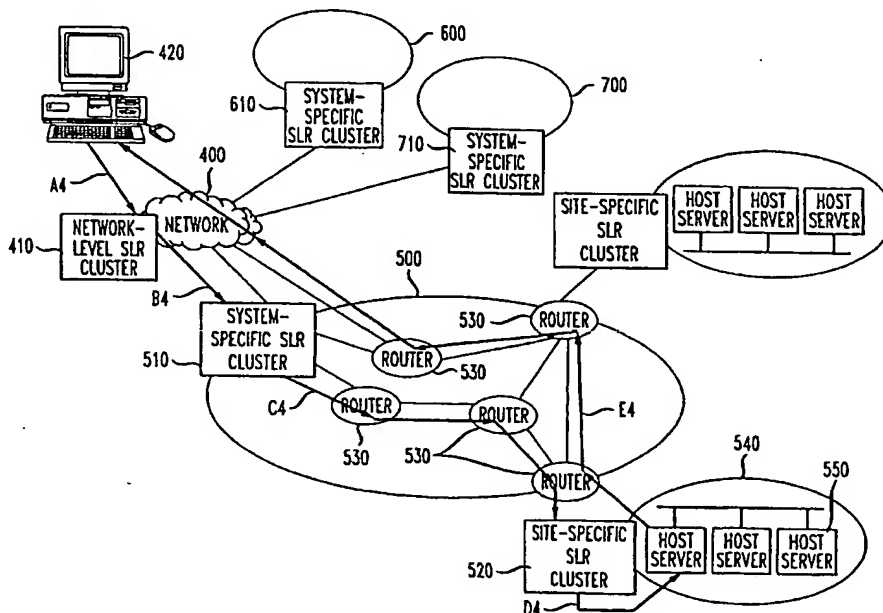 420
600
SYSTEM-
SPECIFIC
SLR CLUSTER
610
700
SYSTEM-
SPECIFIC
SLR CLUSTER
710
A4
400
NETWORK
NETWORK-
LEVEL SLR
CLUSTER
410
SITE-SPECIFIC
SLR
CLUSTER
HOST
SERVER
HOST
SERVER
HOST
SERVER
B4
500
SYSTEM-
SPECIFIC SLR
CLUSTER
510
530
ROUTER
ROUTER
530
C4
ROUTER
530
ROUTER
530
E4
ROUTER
540
550
SITE-SPECIFIC
SLR
CLUSTER
520
HOST
SERVER
HOST
SERVER
HOST
SERVER
D4